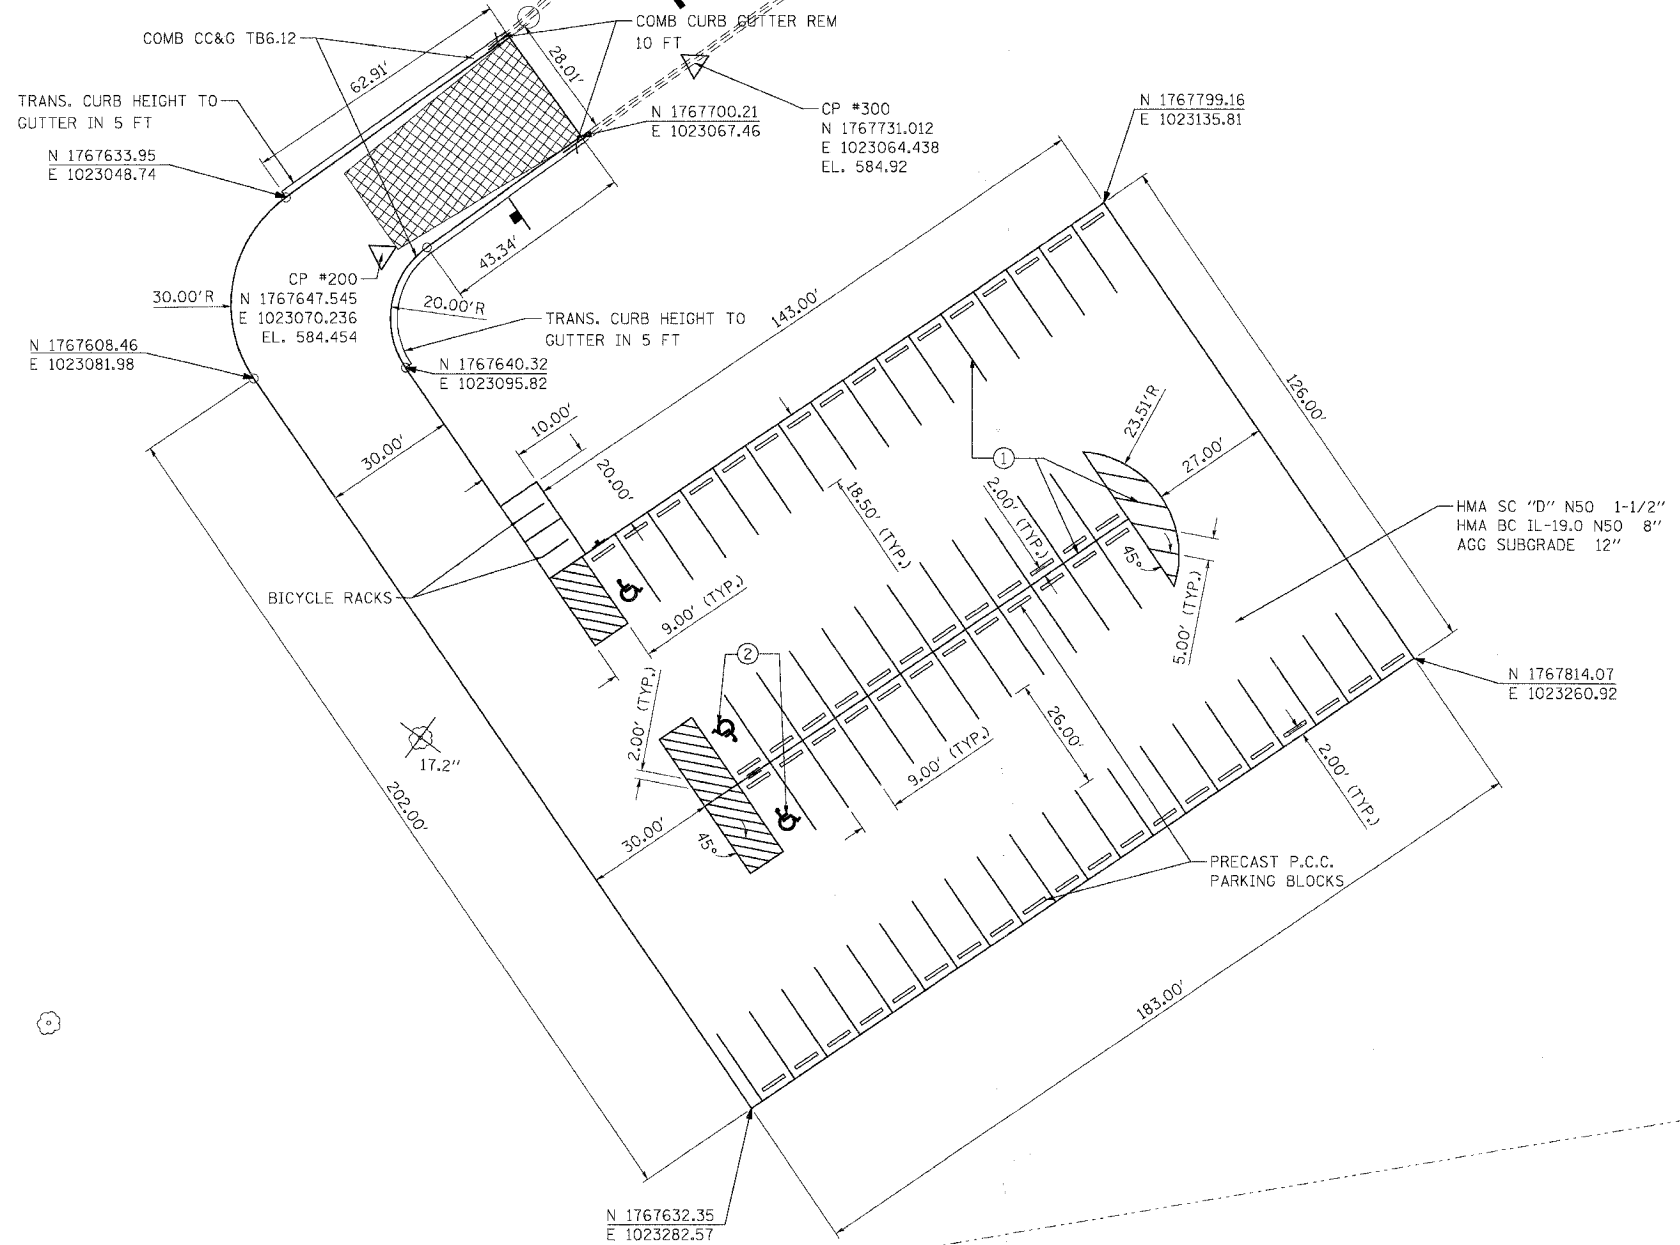 COMB CURB GUTTER REM
10 FT
COMB CC&G TB6.12
62.91'
28.01'
TRANS. CURB HEIGHT TO
GUTTER IN 5 FT
N 1767633.95
E 1023048.74
N 1767700.21
E 1023067.46
CP #300
N 1767731.012
E 1023064.438
EL. 584.92
N 1767799.16
E 1023135.81
43.34'
CP #200
N 1767647.545
E 1023070.236
EL. 584.454
30.00'R
20.00'R
TRANS. CURB HEIGHT TO
GUTTER IN 5 FT
N 1767608.46
E 1023081.98
N 1767640.32
E 1023095.82
143.00'
126.00'
10.00'
30.00'
20.00'
23.51'R
27.00'
1
18.50' (TYP.)
2.00' (TYP.)
45°
5.00' (TYP.)
HMA SC "D" N50 1-1/2"
HMA BC IL-19.0 N50 8"
AGG SUBGRADE 12"
BICYCLE RACKS
9.00' (TYP.)
2
2.00' (TYP.)
N 1767814.07
E 1023260.92
17.2"
202.00'
30.00'
45°
9.00' (TYP.)
26.00'
2.00' (TYP.)
PRECAST P.C.C.
PARKING BLOCKS
183.00'
N 1767632.35
E 1023282.57